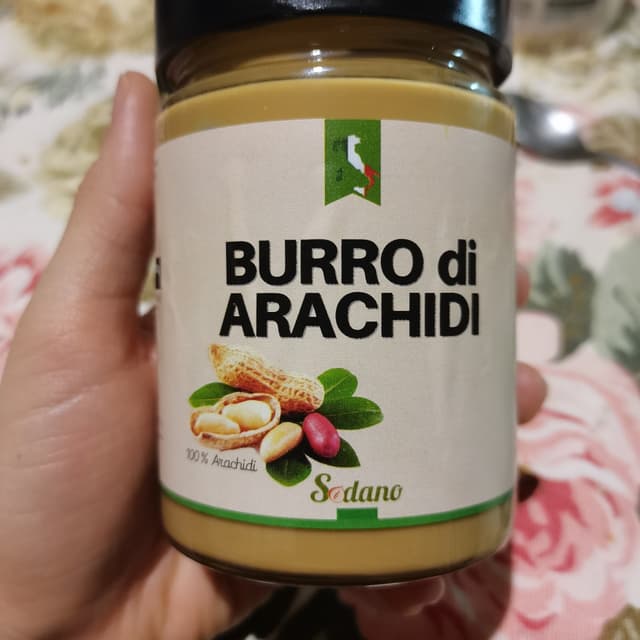 BURRO di
ARACHIDI
100% Arachidi
Sodano